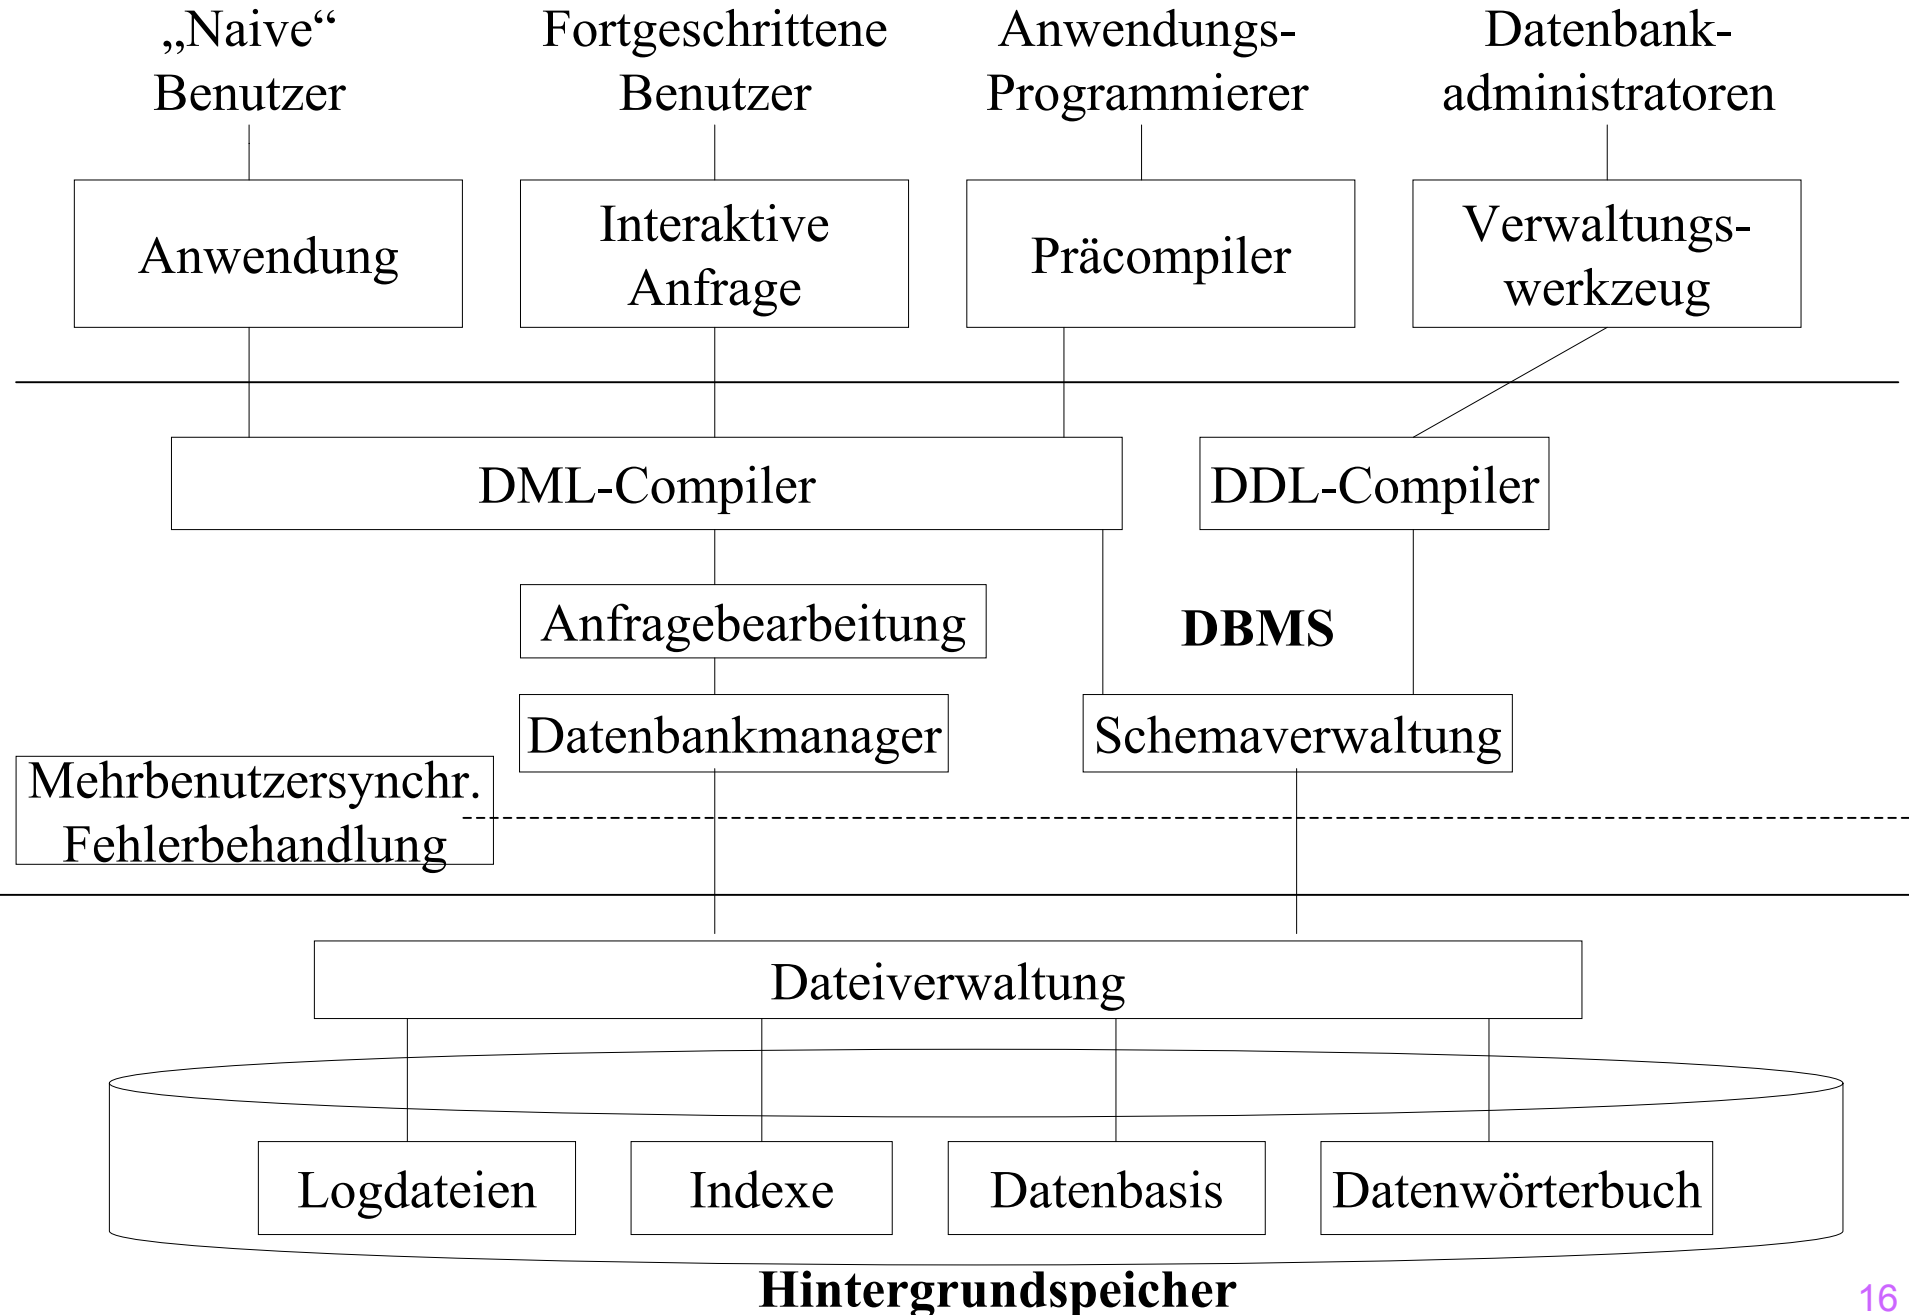 „Naive“
Benutzer
Fortgeschrittene
Benutzer
Anwendungs-
Programmierer
Datenbank-
administratoren
Anwendung
Interaktive
Anfrage
Präcompiler
Verwaltungs-
werkzeug
DML-Compiler
DDL-Compiler
Anfragebearbeitung
DBMS
Datenbankmanager
Schemaverwaltung
Mehrbenutzersynchr.
Fehlerbehandlung
Dateiverwaltung
Logdateien
Indexe
Datenbasis
Datenwörterbuch
Hintergrundspeicher
16